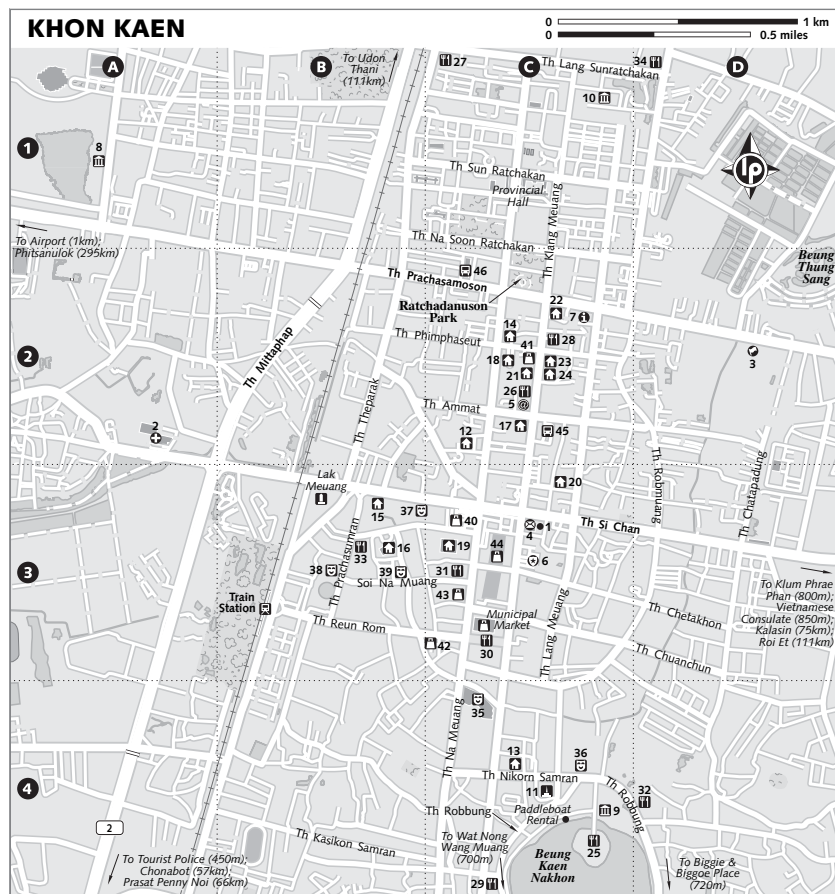 KHON KAEN
0 1 km
0 0.5 miles
A
B
C
D
To Udon
Thani
(111km)
27
Th Lang Sunratchakan
34
10
1
8
Th Sun Ratchakan
Provincial
Hall
Th Klang Meuang
lp
Th Na Soon Ratchakan
To Airport (1km);
Phitsanulok (295km)
Beung
Thung
Sang
46
Th Prachasamoson
Ratchadanuson
Park
22
7
14
Th Phimphaseut
41
28
2
18
23
3
21
24
Th Mittaphap
26
5
Th Ammat
Th Theparak
2
12
17
45
Th Robmuang
Th Chatapadung
Lak
Meuang
20
15
37
40
1
4
Th Si Chan
44
3
33
16
19
6
38
39
31
Th Prachasumran
Soi Na Muang
43
To Klum Phrae
Phan (800m);
Vietnamese
Consulate (850m);
Kalasin (75km);
Roi Et (111km)
Train
Station
Th Reun Rom
Municipal
Market
Th Lang Meuang
Th Chetakhon
42
30
Th Chuanchun
35
Th Na Meuang
13
36
4
Th Nikorn Samran
11
32
Th Robbung
Paddleboat
Rental
9
Th Robbung
2
Th Kasikon Samran
To Wat Nong
Wang Muang
(700m)
Beung
Kaen
Nakhon
25
To Tourist Police (450m);
Chonabot (57km);
Prasat Penny Noi (66km)
29
To Biggie &
Biggoe Place
(720m)